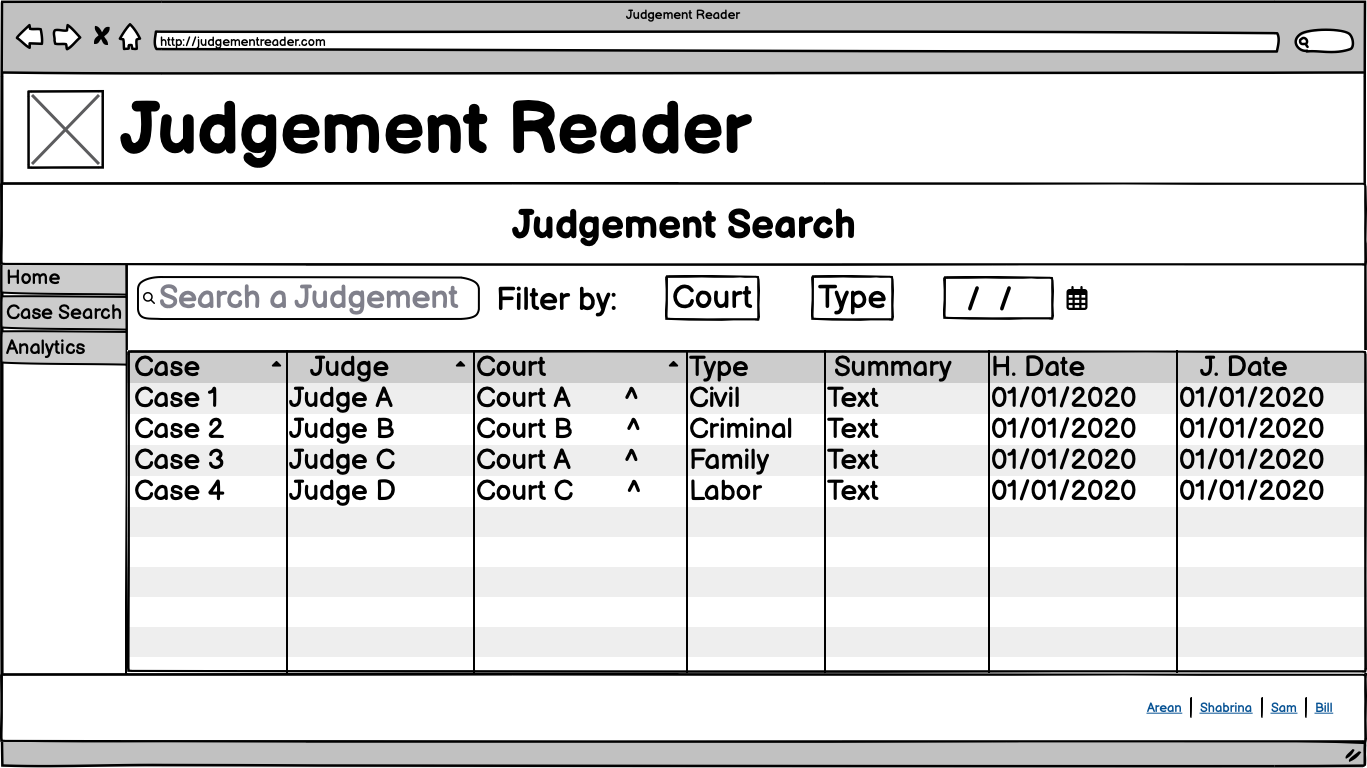 Judgement Reader
http://judgementreader.com
Judgement Reader
Judgement Search
Home
Case Search
Analytics
Search a Judgement Filter by: Court Type / /
Case Judge Court Type Summary H. Date J. Date
Case 1 Judge A Court A ^ Civil Text 01/01/2020 01/01/2020
Case 2 Judge B Court B ^ Criminal Text 01/01/2020 01/01/2020
Case 3 Judge C Court A ^ Family Text 01/01/2020 01/01/2020
Case 4 Judge D Court C ^ Labor Text 01/01/2020 01/01/2020
Arean | Shabrina | Sam | Bill